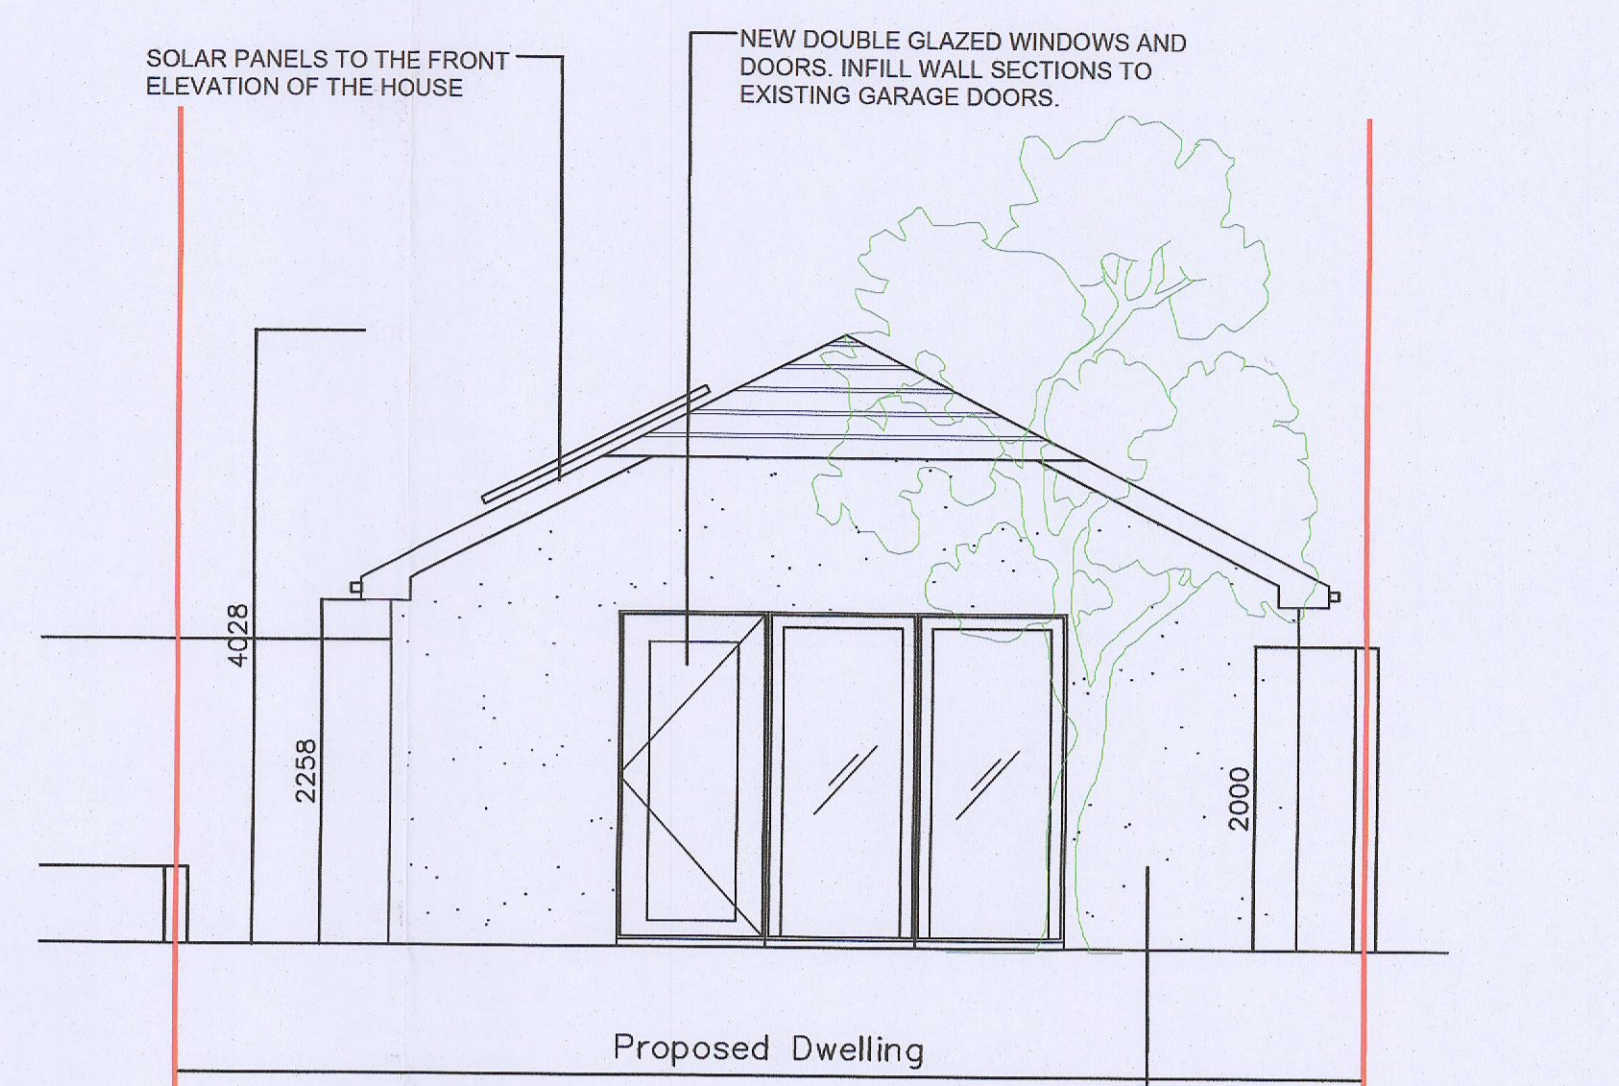 SOLAR PANELS TO THE FRONT
ELEVATION OF THE HOUSE
NEW DOUBLE GLAZED WINDOWS AND
DOORS. INFILL WALL SECTIONS TO
EXISTING GARAGE DOORS.
4028
2258
2000
Proposed Dwelling